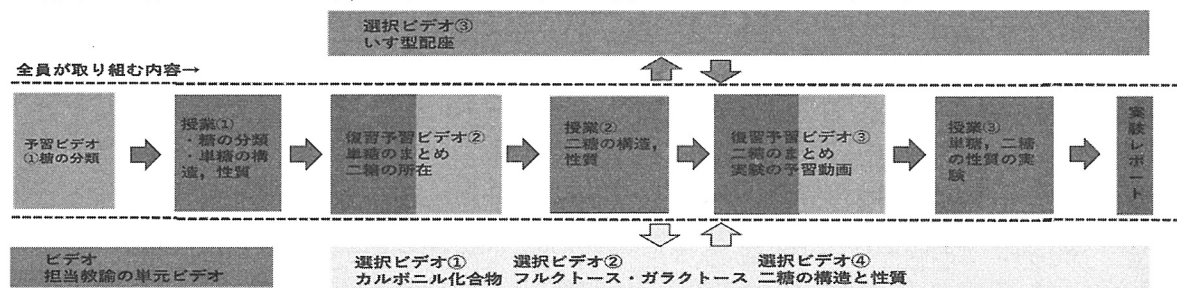 選択ビデオ③
いす型配座
全員が取り組む内容→
予習ビデオ
①糖の分類
授業①
・糖の分類
・単糖の構
造，性質
復習予習ビデオ②
単糖のまとめ
二糖の所在
授業②
二糖の構造，
性質
復習予習ビデオ③
二糖のまとめ
実験の予習動画
授業③
単糖，二糖
の性質の実
験
実験レポート
ビデオ
担当教諭の単元ビデオ
選択ビデオ①
カルボニル化合物
選択ビデオ②
フルクトース・ガラクトース
選択ビデオ④
二糖の構造と性質